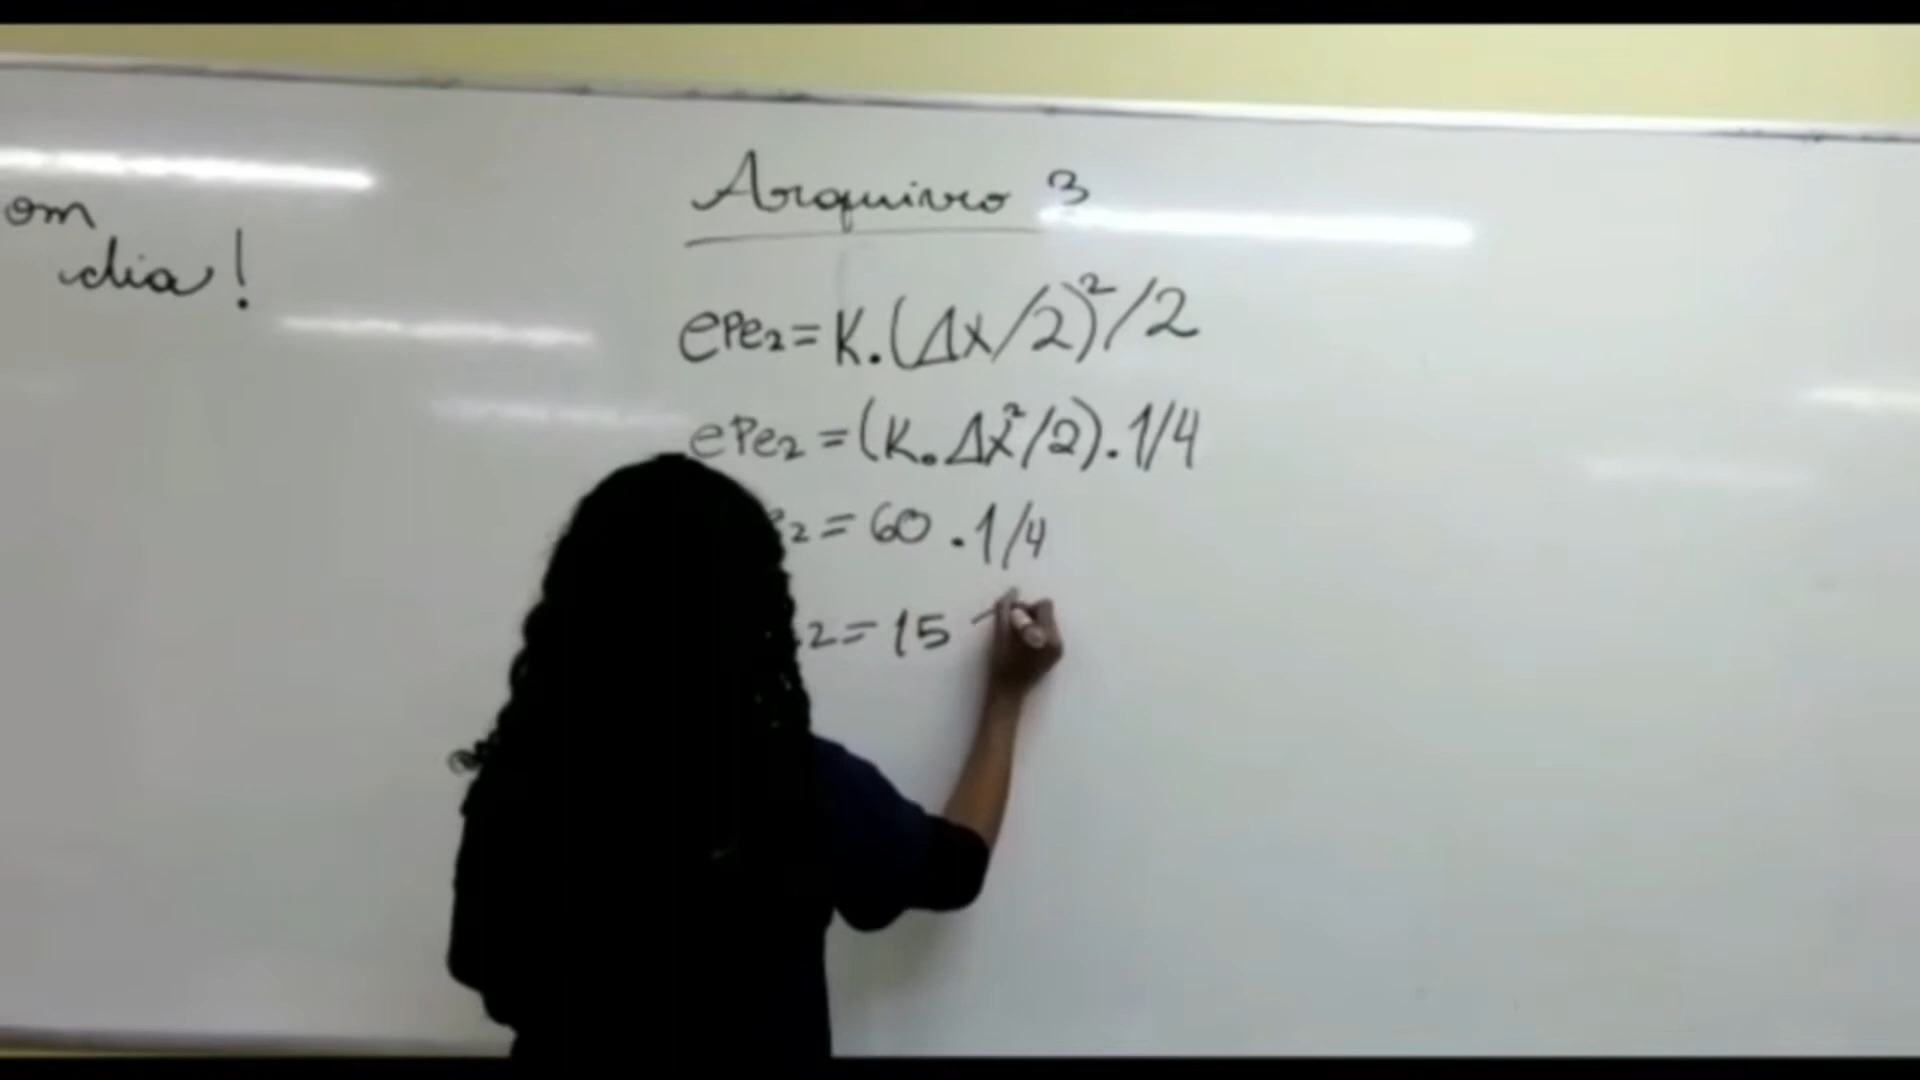 om
dia!
Arquivo 3
ePe₂=K.(Δx/2)²/2
ePe₂=(K.Δx²/2).1/4
₂=60.1/4
₂=15